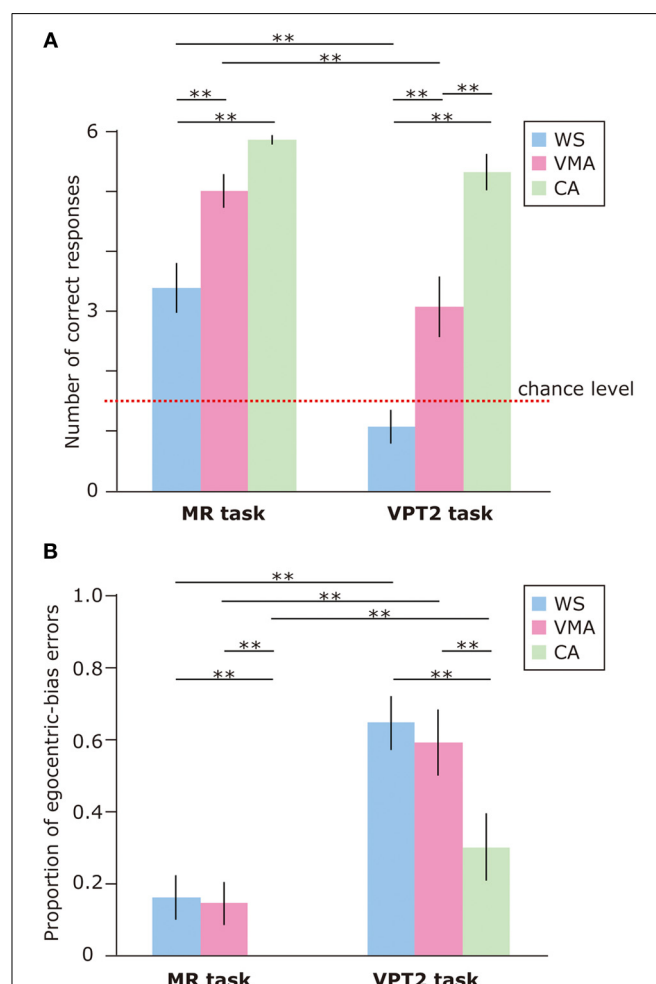 A
**
**
**
**
**
**
**
6
WS
VMA
CA
Number of correct responses
3
chance level
0
MR task
VPT2 task
B
**
1.0
**
WS
**
VMA
**
**
CA
0.8
**
**
Proportion of egocentric-bias errors
0.6
0.4
0.2
0
MR task
VPT2 task